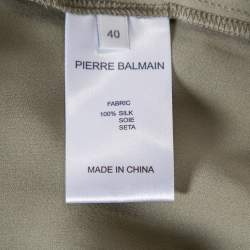 40
PIERRE BALMAIN
FABRIC
100% SILK
SOIE
SETA
MADE IN CHINA